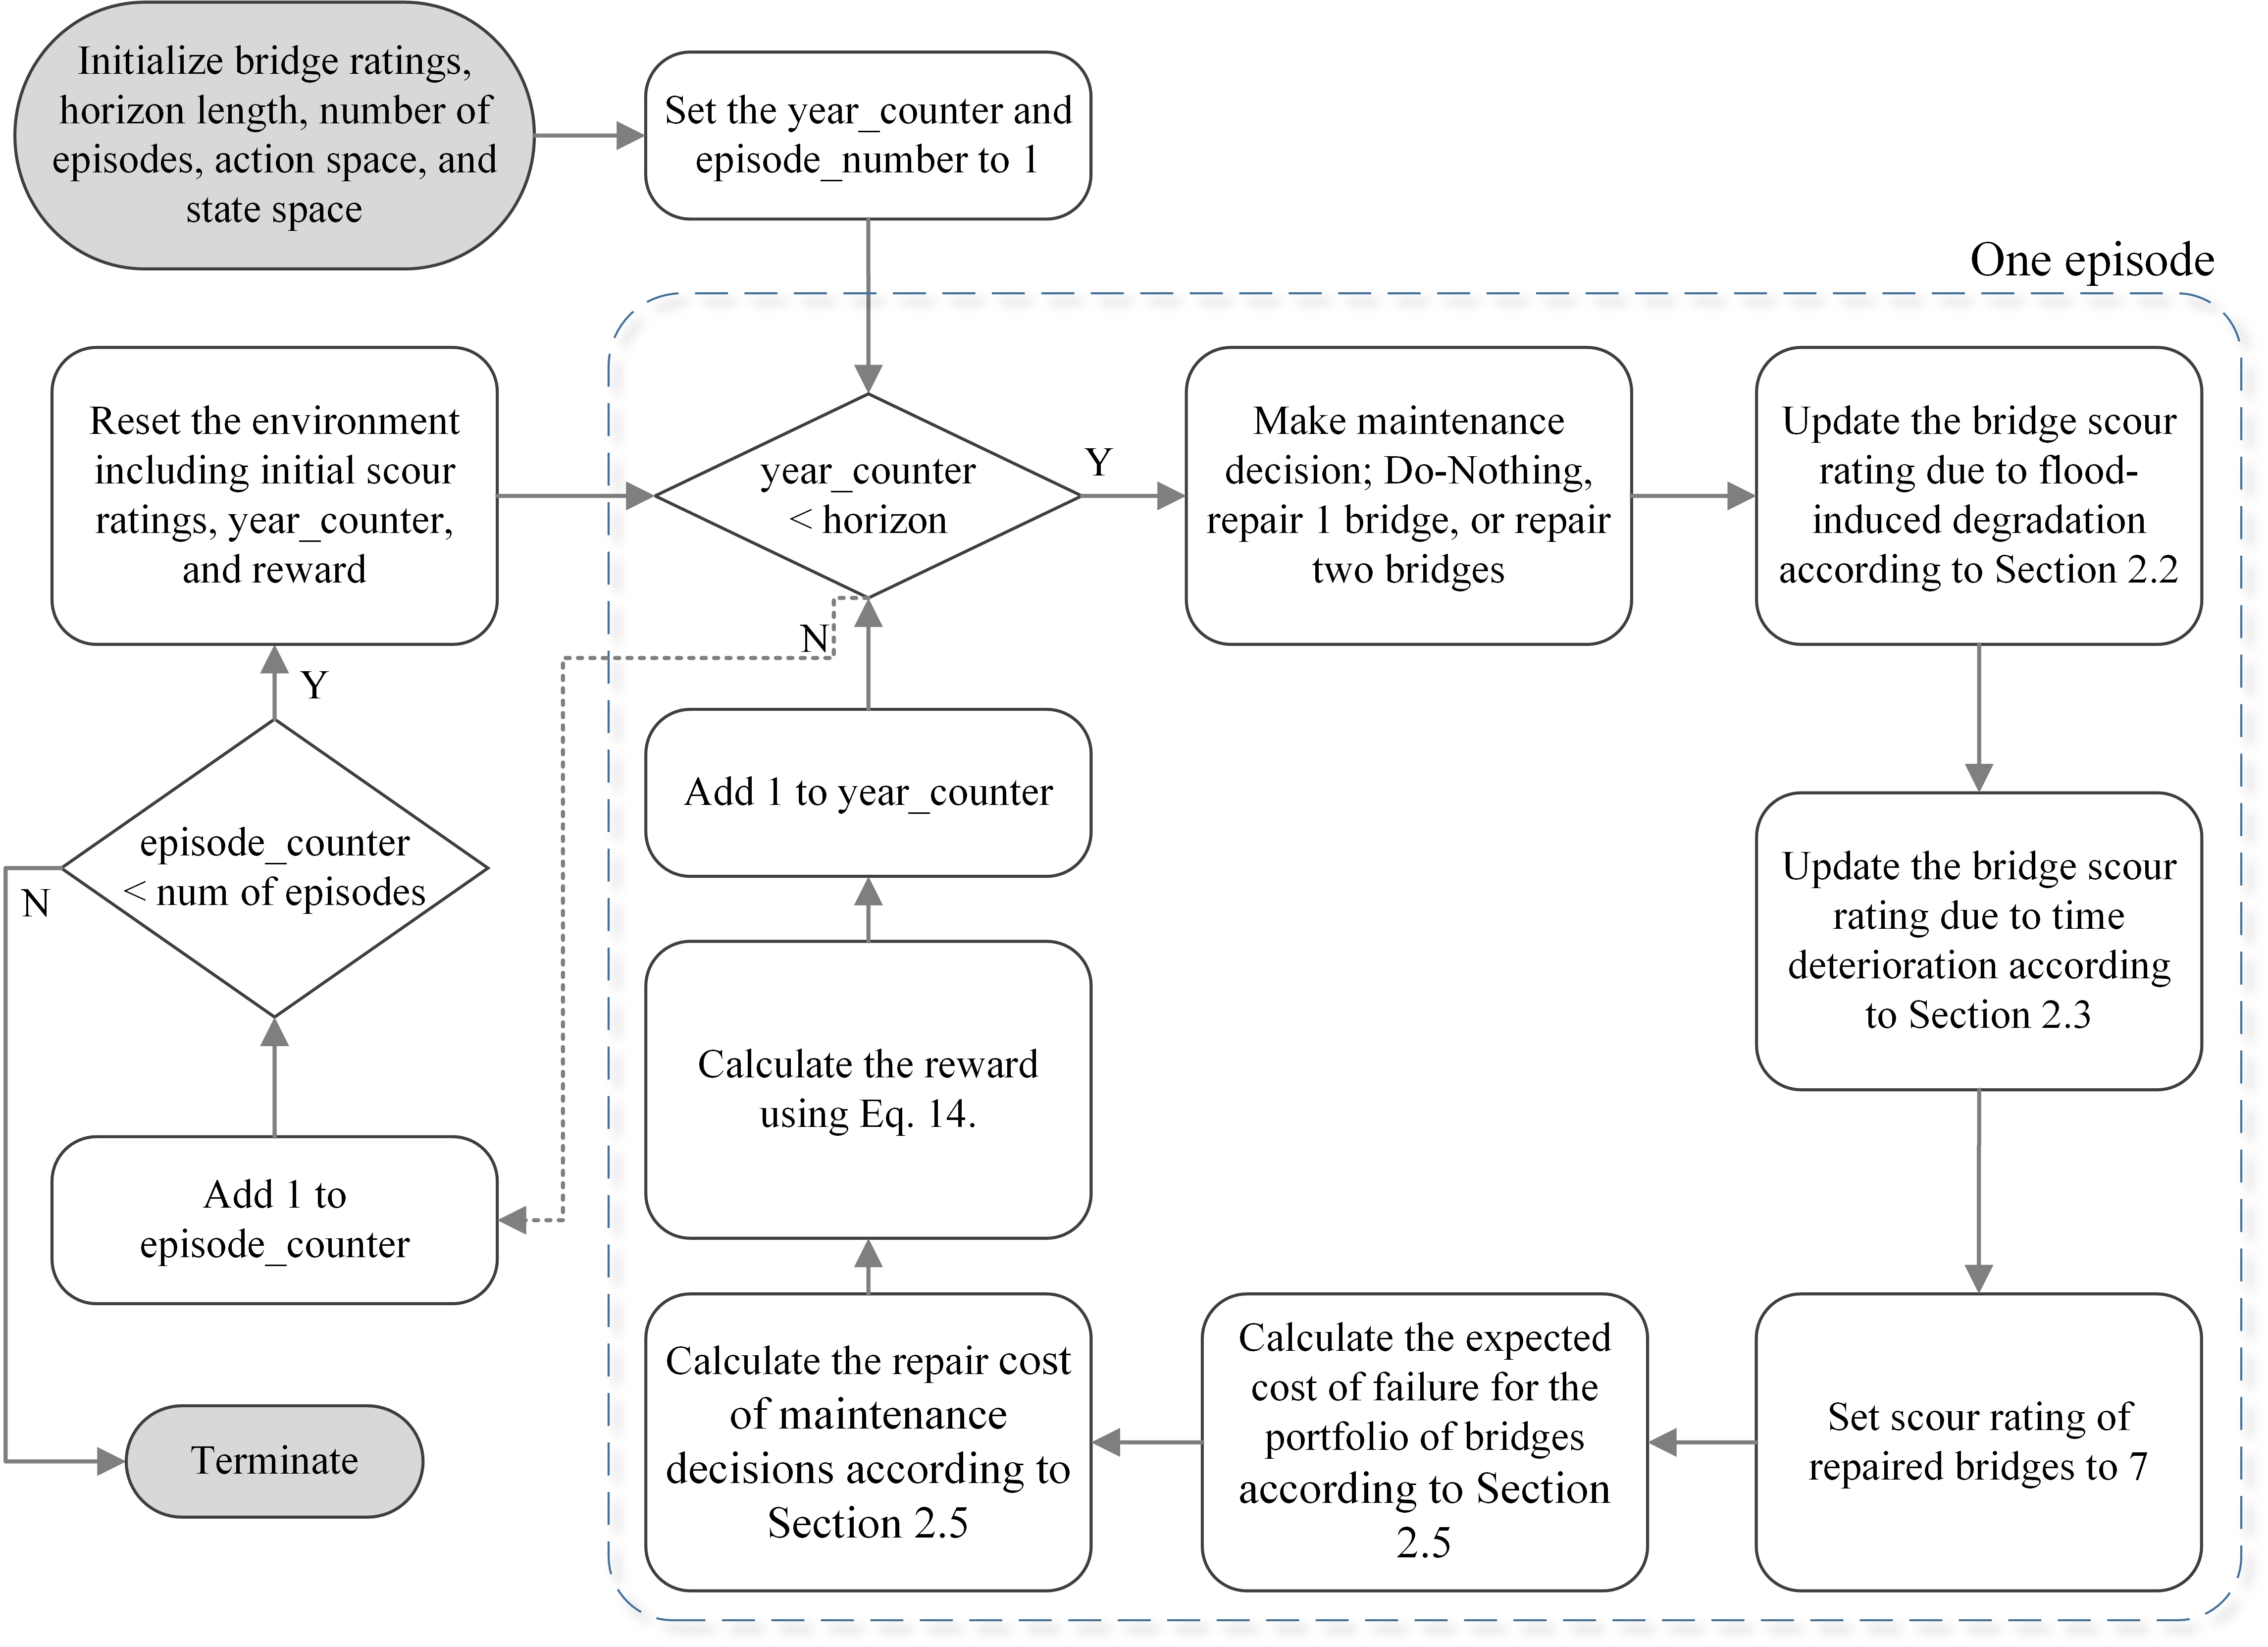 Initialize bridge ratings,
horizon length, number of
episodes, action space, and
state space
Set the year_counter and
episode_number to 1
One episode
Reset the environment
including initial scour
ratings, year_counter,
and reward
year_counter
< horizon
Y
Make maintenance
decision; Do-Nothing,
repair 1 bridge, or repair
two bridges
Update the bridge scour
rating due to flood-
induced degradation
according to Section 2.2
N
Y
Add 1 to year_counter
episode_counter
< num of episodes
N
Update the bridge scour
rating due to time
deterioration according
to Section 2.3
Calculate the reward
using Eq. 14.
Add 1 to
episode_counter
Calculate the repair cost
of maintenance
decisions according to
Section 2.5
Calculate the expected
cost of failure for the
portfolio of bridges
according to Section
2.5
Set scour rating of
repaired bridges to 7
Terminate